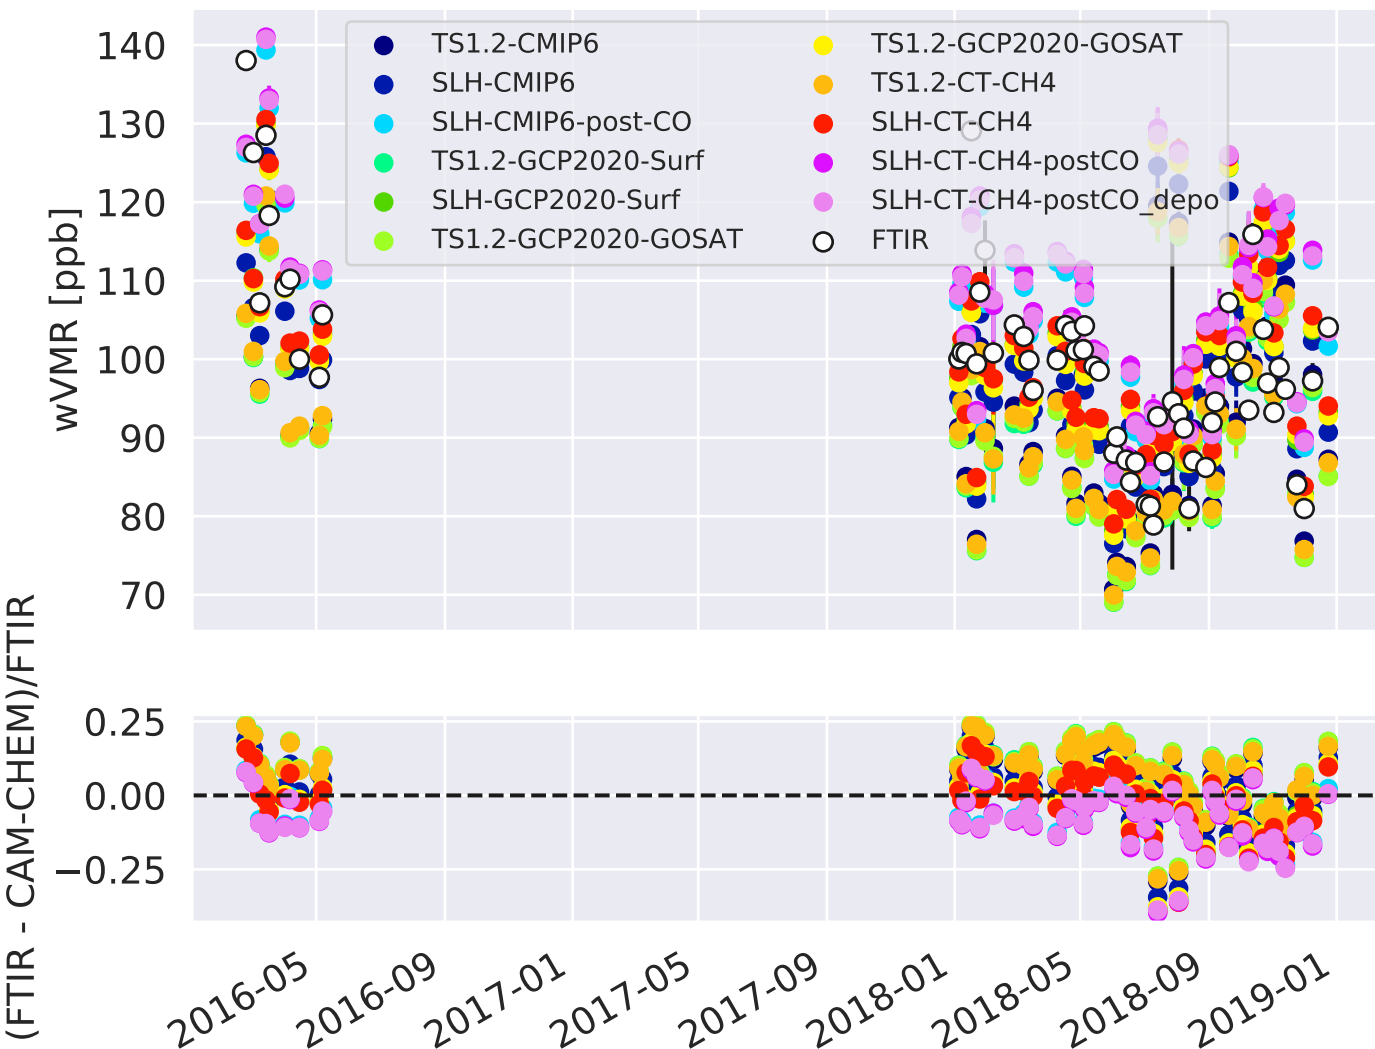 wVMR [ppb]
140
130
120
110
100
90
80
70
TS1.2-CMIP6
SLH-CMIP6
SLH-CMIP6-post-CO
TS1.2-GCP2020-Surf
SLH-GCP2020-Surf
TS1.2-GCP2020-GOSAT
TS1.2-GCP2020-GOSAT
TS1.2-CT-CH4
SLH-CT-CH4
SLH-CT-CH4-postCO
SLH-CT-CH4-postCO_depo
FTIR
(FTIR - CAM-CHEM)/FTIR
0.25
0.00
−0.25
2016-05
2016-09
2017-01
2017-05
2017-09
2018-01
2018-05
2018-09
2019-01